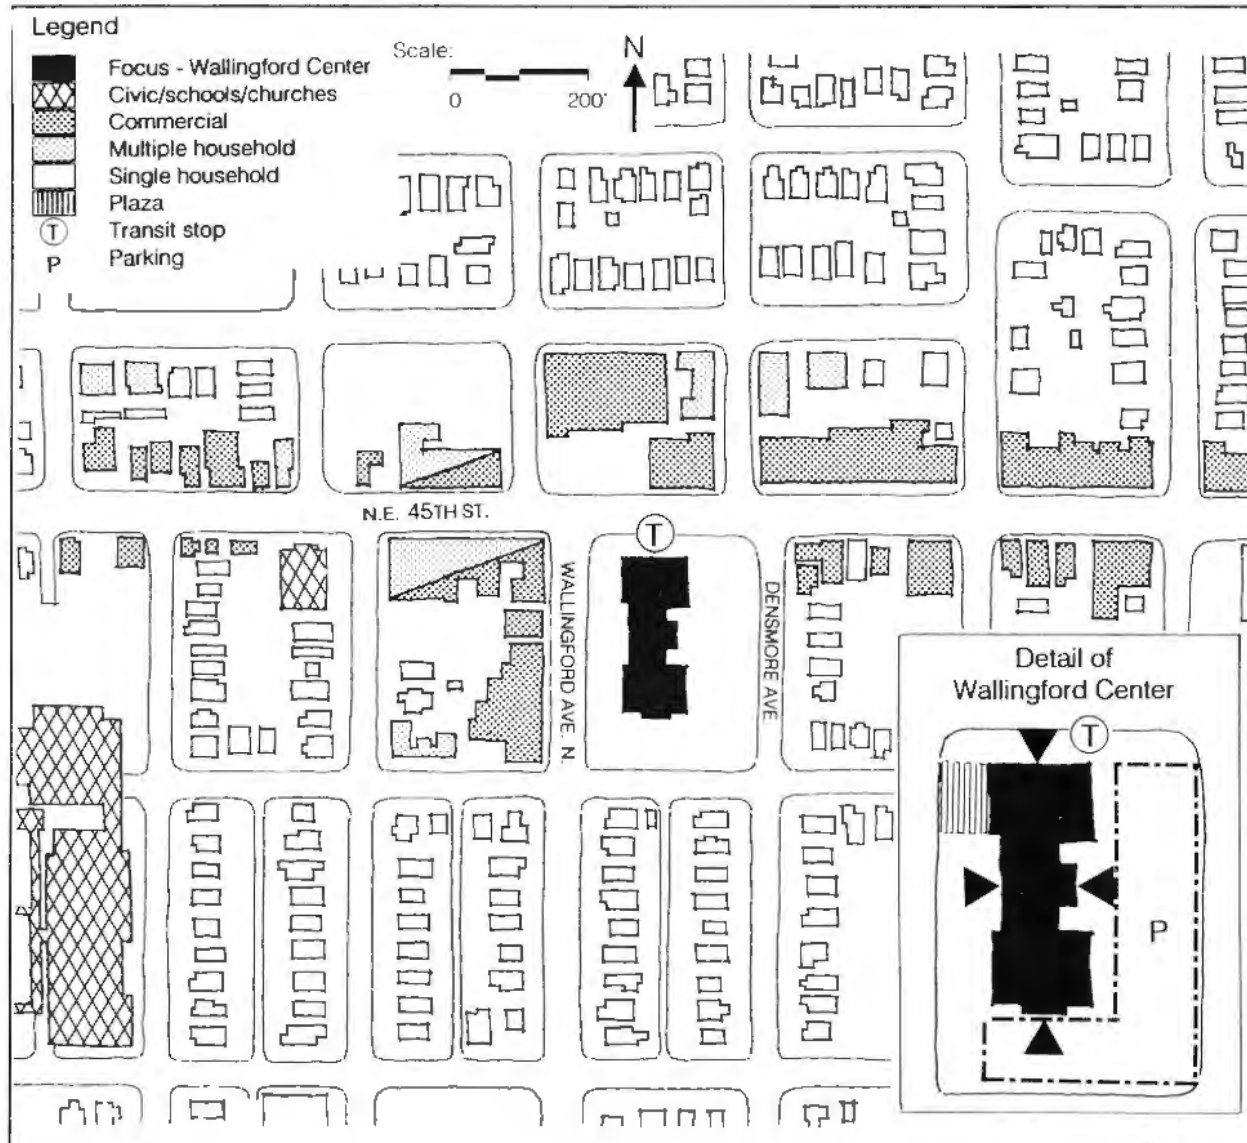 Legend
Focus - Wallingford Center
Civic/schools/churches
Commercial
Multiple household
Single household
Plaza
T Transit stop
P Parking
Scale:
0 200'
N
N.E. 45TH ST.
T
WALLINGFORD AVE. N.
DENSMORE AVE.
Detail of
Wallingford Center
T
P